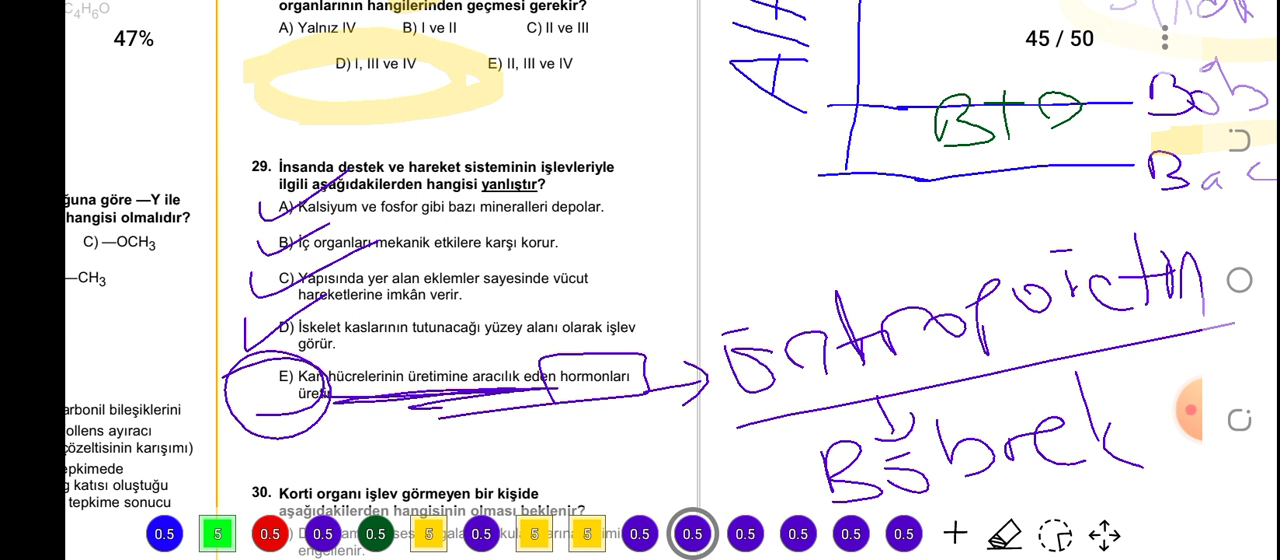 C₄H₆O
47%
ğuna göre —Y ile
hangisi olmalıdır?
C) —OCH₃
—CH₃
arbonil bileşiklerini
ollens ayıracı
çözeltisinin karışımı)
epkimede
ğ katısı oluştuğu
tepkime sonucu
organlarının hangilerinden geçmesi gerekir?
A) Yalnız IV B) I ve II C) II ve III
D) I, III ve IV E) II, III ve IV
29. İnsanda destek ve hareket sisteminin işlevleriyle
ilgili aşağıdakilerden hangisi yanlıştır?
A) Kalsiyum ve fosfor gibi bazı mineralleri depolar.
B) İç organları mekanik etkilere karşı korur.
C) Yapısında yer alan eklemler sayesinde vücut
hareketlerine imkân verir.
D) İskelet kaslarının tutunacağı yüzey alanı olarak işlev
görür.
E) Kan hücrelerinin üretimine aracılık eden hormonları
üretir.
30. Korti organı işlev görmeyen bir kişide
aşağıdakilerden hangisinin olması beklenir?
engellenir.
45 / 50
B+D
Böb
Bac
Böbrek
0.5 5 0.5 0.5 0.5 5 0.5 5 5 0.5 0.5 0.5 0.5 0.5 0.5